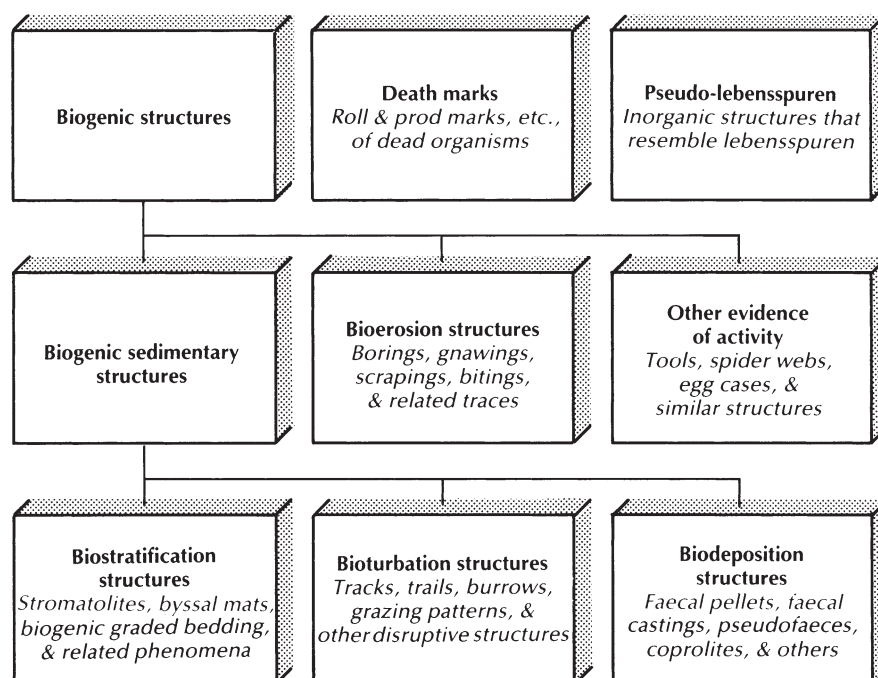 Biogenic structures
Death marks
Roll & prod marks, etc.,
of dead organisms
Pseudo-lebensspuren
Inorganic structures that
resemble lebensspuren
Biogenic sedimentary
structures
Bioerosion structures
Borings, gnawings,
scrapings, bitings,
& related traces
Other evidence
of activity
Tools, spider webs,
egg cases, &
similar structures
Biostratification
structures
Stromatolites, byssal mats,
biogenic graded bedding,
& related phenomena
Bioturbation structures
Tracks, trails, burrows,
grazing patterns, &
other disruptive structures
Biodeposition
structures
Faecal pellets, faecal
castings, pseudofaeces,
coprolites, & others